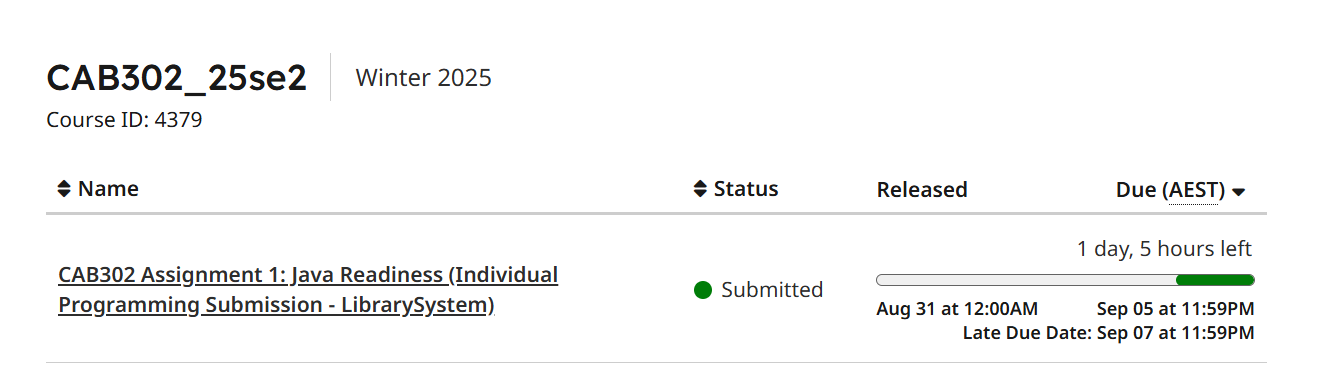 CAB302_25se2
Winter 2025
Course ID: 4379
Name
Status
Released
Due (AEST)
1 day, 5 hours left
CAB302 Assignment 1: Java Readiness (Individual
Programming Submission - LibrarySystem)
Submitted
Aug 31 at 12:00AM
Sep 05 at 11:59PM
Late Due Date: Sep 07 at 11:59PM